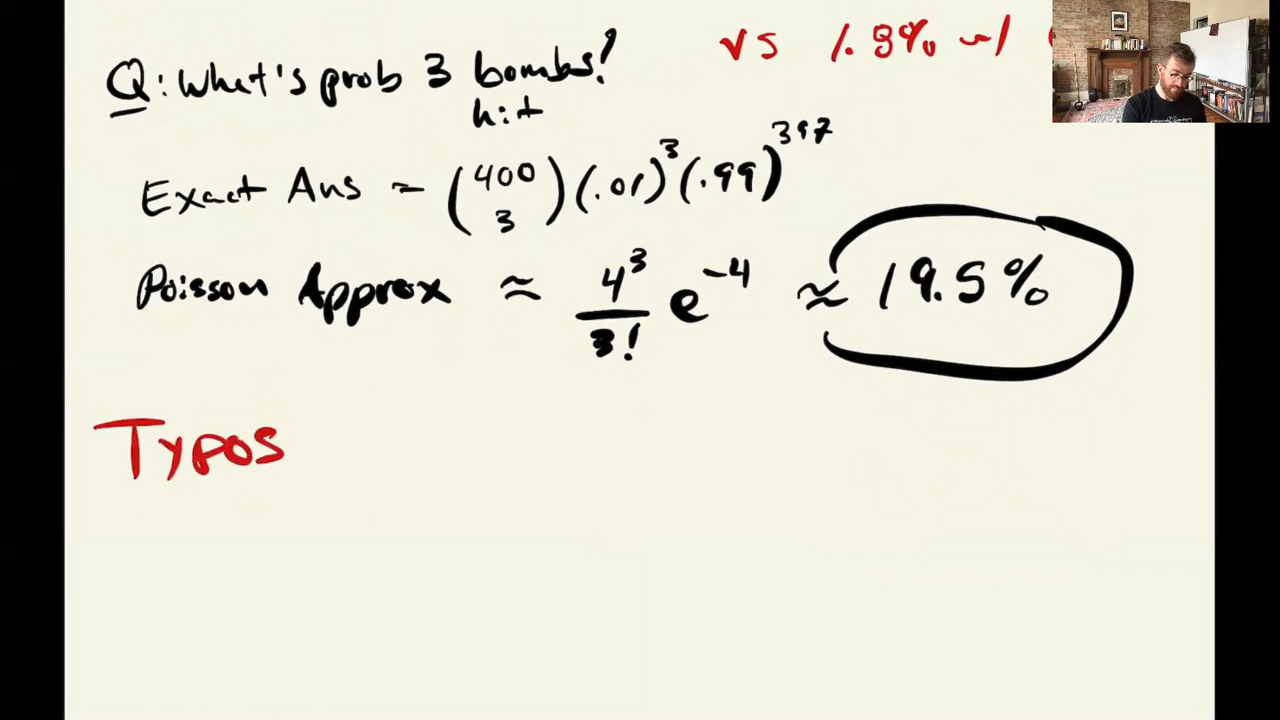 vs 1.8% w/
Q: What's prob 3 bombs?
hit
Exact Ans = (400 3)(.01)^3(.99)^397
Poisson Approx ≈ 4^3/3! e^-4 ≈ 19.5%
Typos